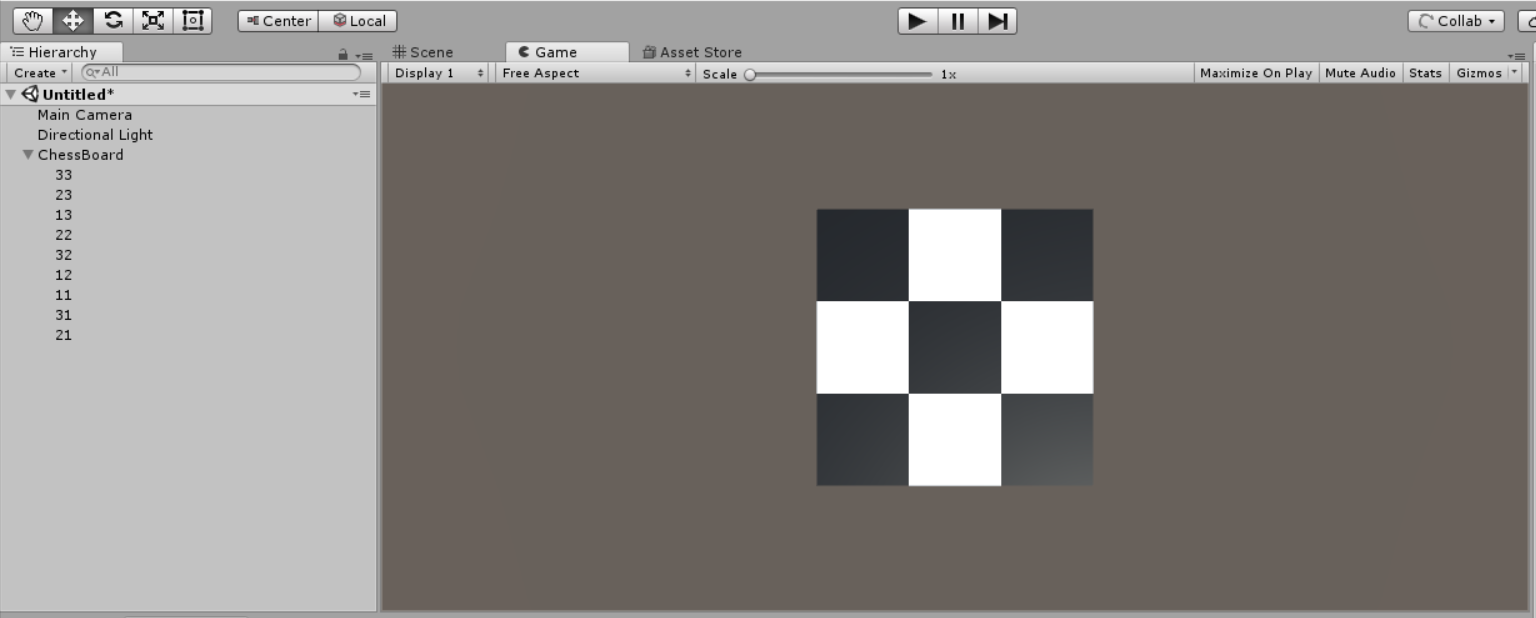 Center Local Collab
Hierarchy Scene Game Asset Store
Create All Display 1 Free Aspect Scale 1x Maximize On Play Mute Audio Stats Gizmos
Untitled*
Main Camera
Directional Light
ChessBoard
33
23
13
22
32
12
11
31
21